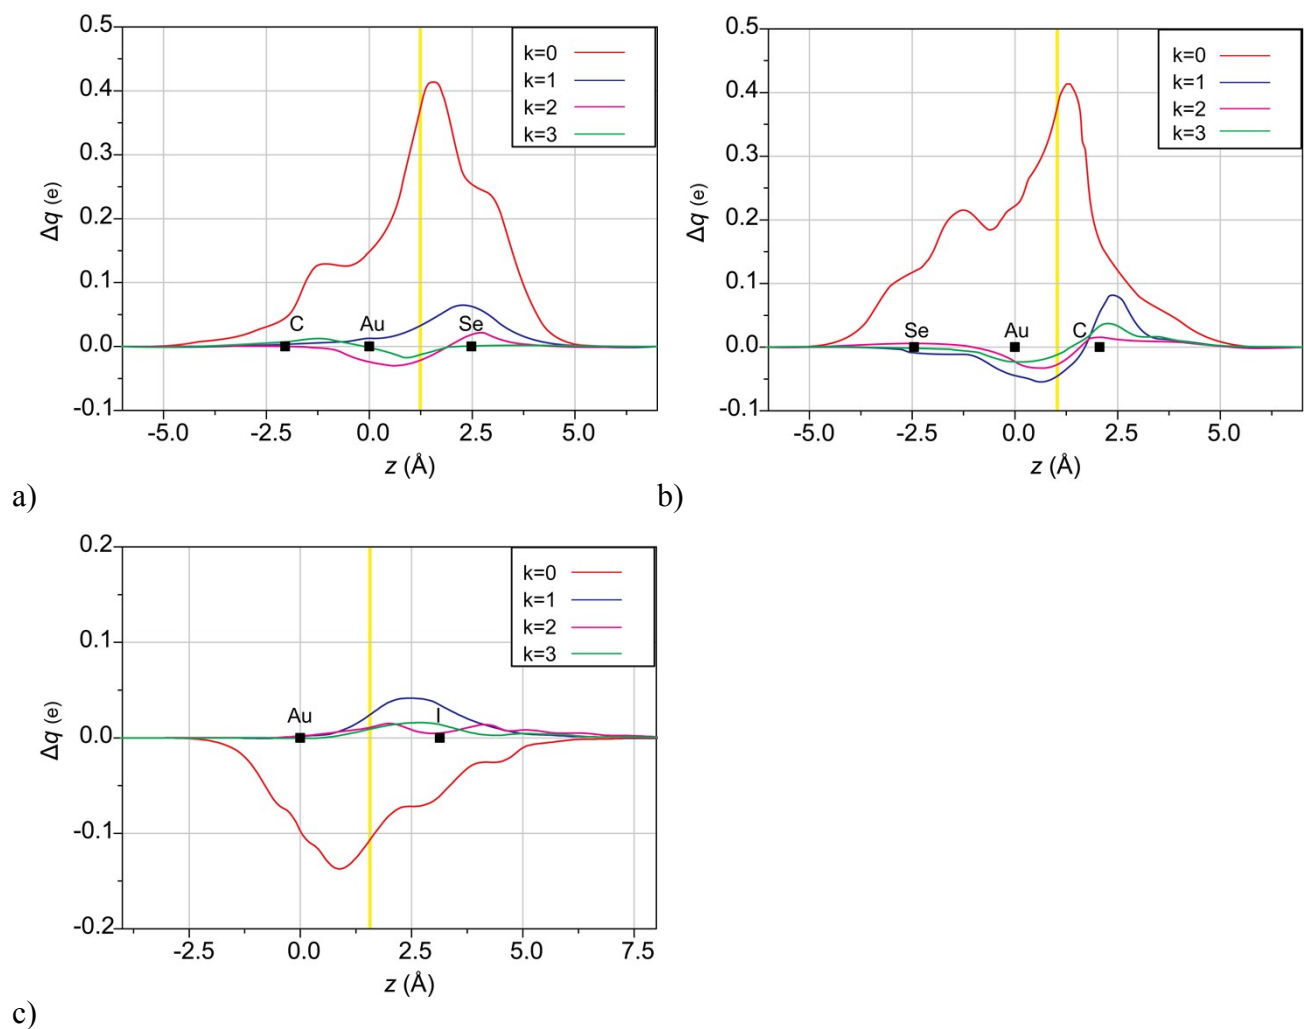 0.5
0.4
0.3
0.2
0.1
0.0
-0.1
Δq (e)
k=0
k=1
k=2
k=3
C
Au
Se
-5.0
-2.5
0.0
2.5
5.0
z (Å)
a)
0.5
0.4
0.3
0.2
0.1
0.0
-0.1
Δq (e)
k=0
k=1
k=2
k=3
Se
Au
C
-5.0
-2.5
0.0
2.5
5.0
z (Å)
b)
0.2
0.1
0.0
-0.1
-0.2
Δq (e)
k=0
k=1
k=2
k=3
Au
I
-2.5
0.0
2.5
5.0
7.5
z (Å)
c)